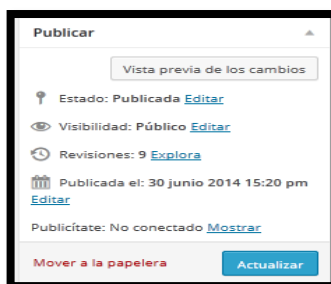 Publicar
Vista previa de los cambios
Estado: Publicada Editar
Visibilidad: Público Editar
Revisiones: 9 Explora
Publicada el: 30 junio 2014 15:20 pm
Editar
Publicítate: No conectado Mostrar
Mover a la papelera
Actualizar